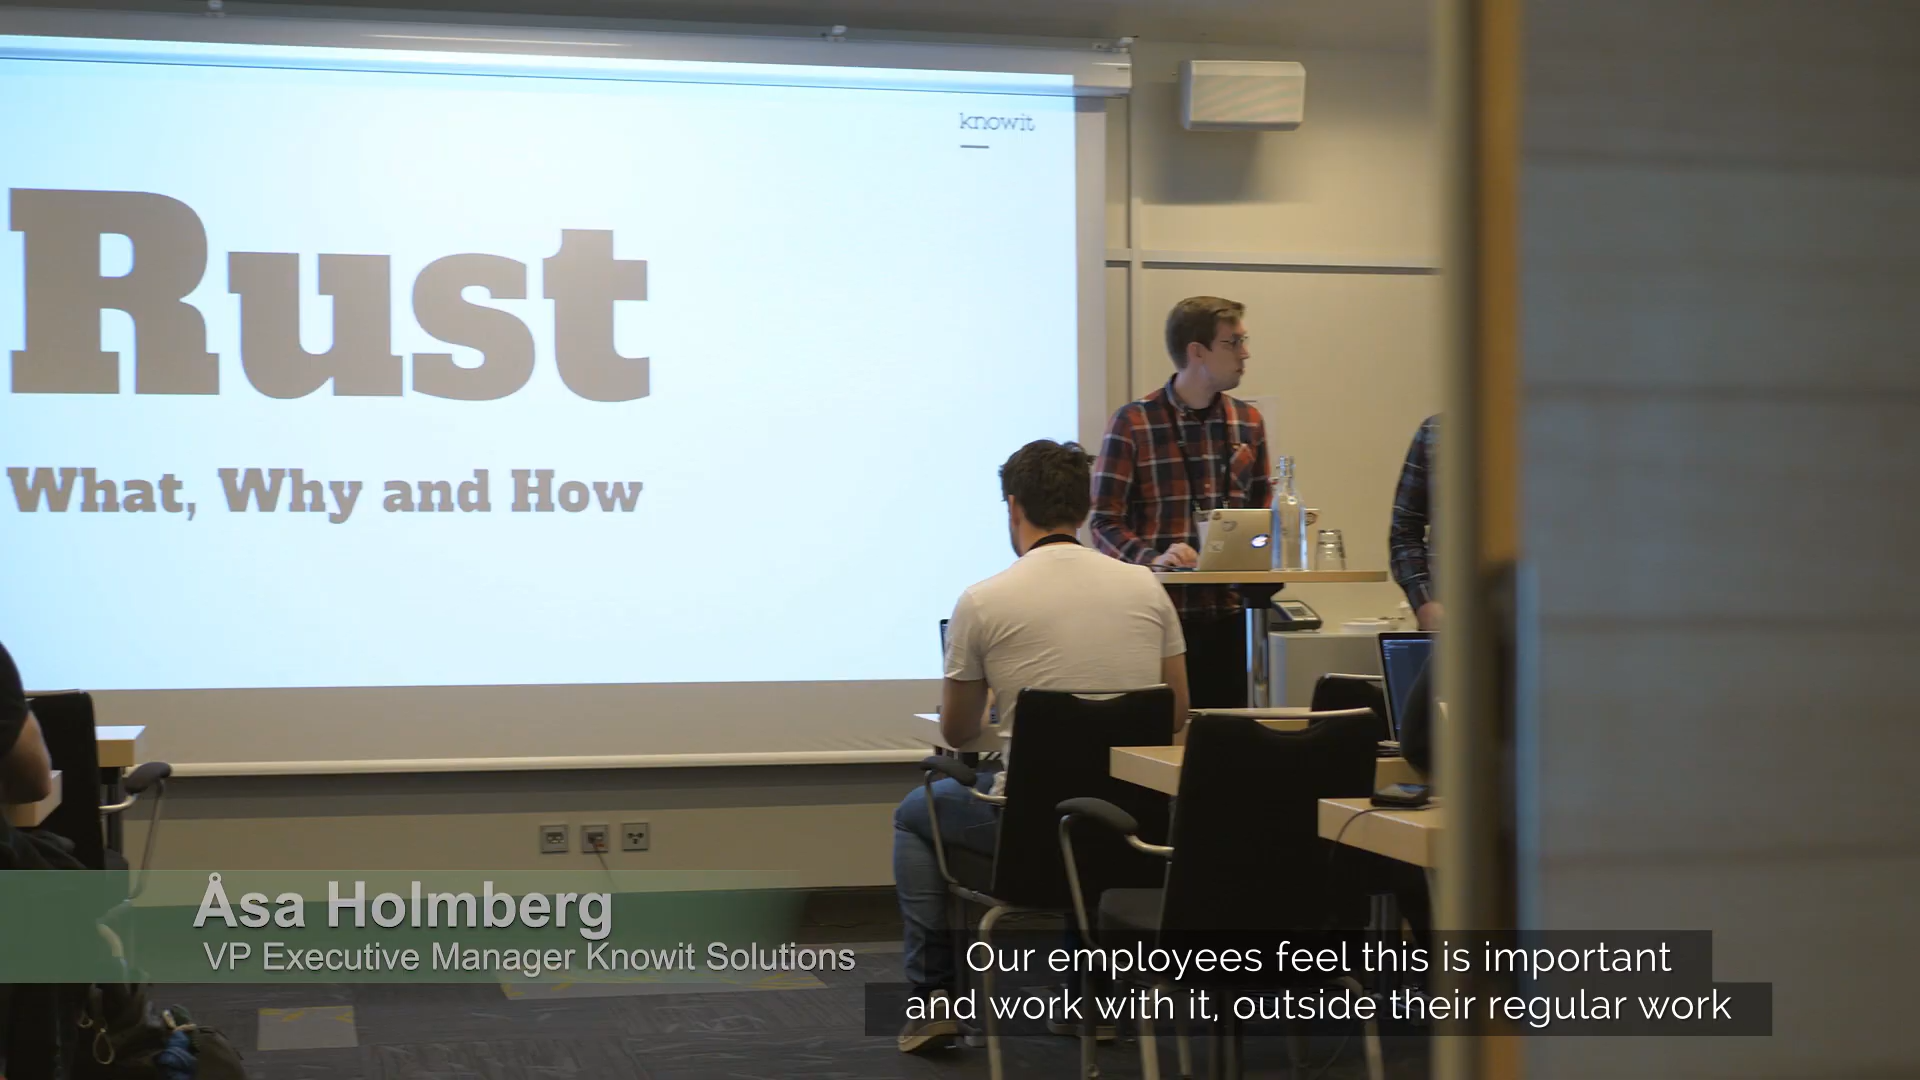 knowit
Rust
What, Why and How
Åsa Holmberg
VP Executive Manager Knowit Solutions
Our employees feel this is important
and work with it, outside their regular work